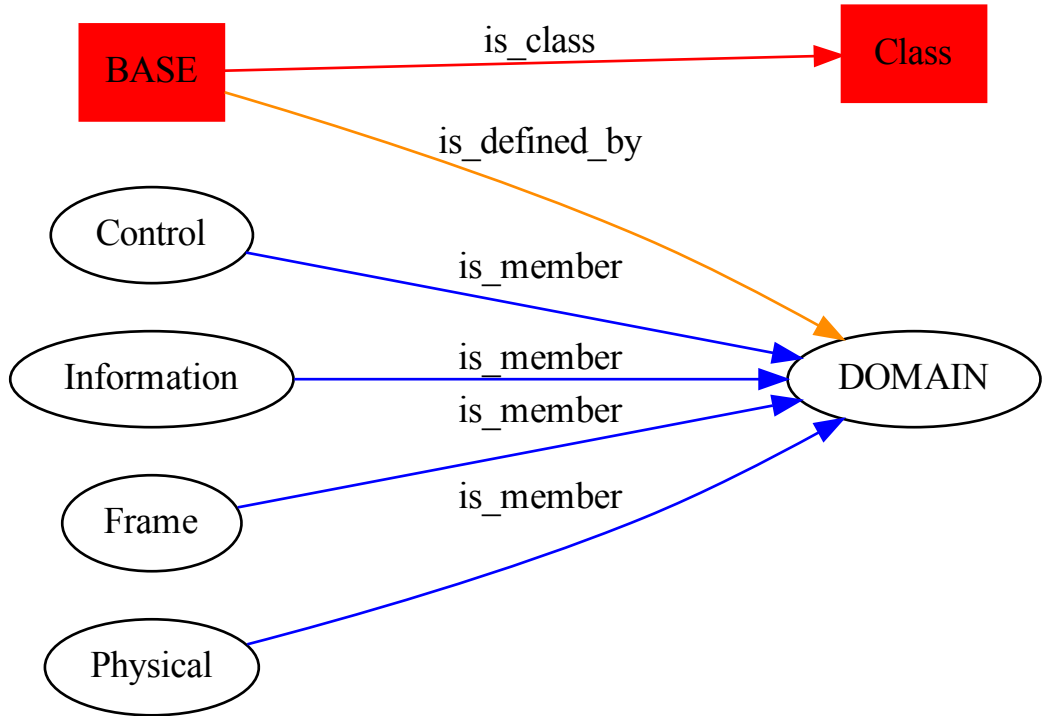 BASE
is_class
Class
is_defined_by
Control
is_member
Information
is_member
DOMAIN
is_member
Frame
is_member
Physical